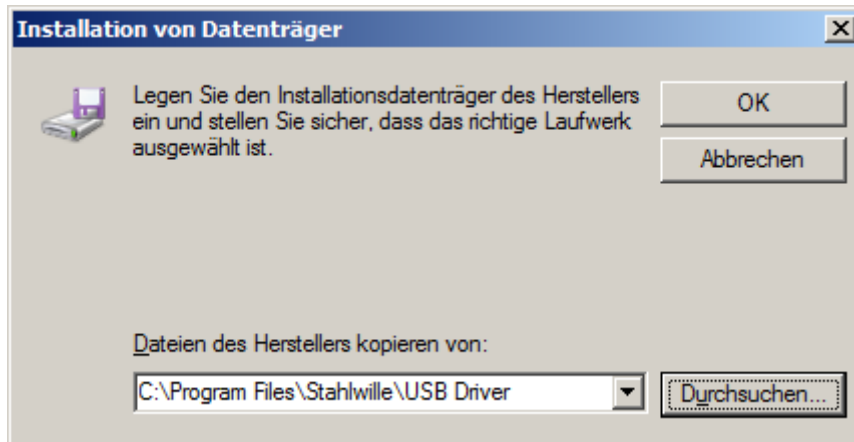 Installation von Datenträger
Legen Sie den Installationsdatenträger des Herstellers
ein und stellen Sie sicher, dass das richtige Laufwerk
ausgewählt ist.
OK
Abbrechen
Dateien des Herstellers kopieren von:
C:\Program Files\Stahlwille\USB Driver
Durchsuchen...